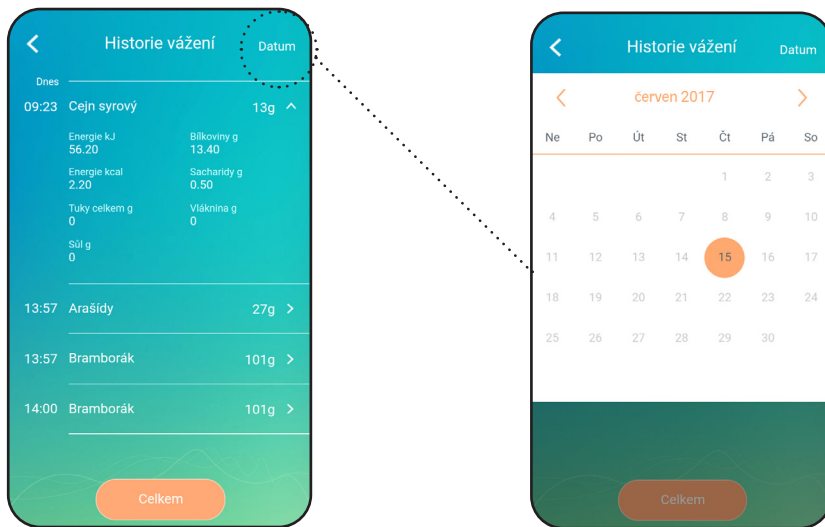 Historie vážení
Datum
Dnes
09:23 Cejn syrový 13g
Energie kJ Bílkoviny g
56.20 13.40
Energie kcal Sacharidy g
2.20 0.50
Tuky celkem g Vláknina g
0 0
Sůl g
0
13:57 Arašídy 27g
13:57 Bramborák 101g
14:00 Bramborák 101g
Celkem
Historie vážení
Datum
červen 2017
Ne Po Út St Čt Pá So
1 2 3
4 5 6 7 8 9 10
11 12 13 14 15 16 17
18 19 20 21 22 23 24
25 26 27 28 29 30
Celkem